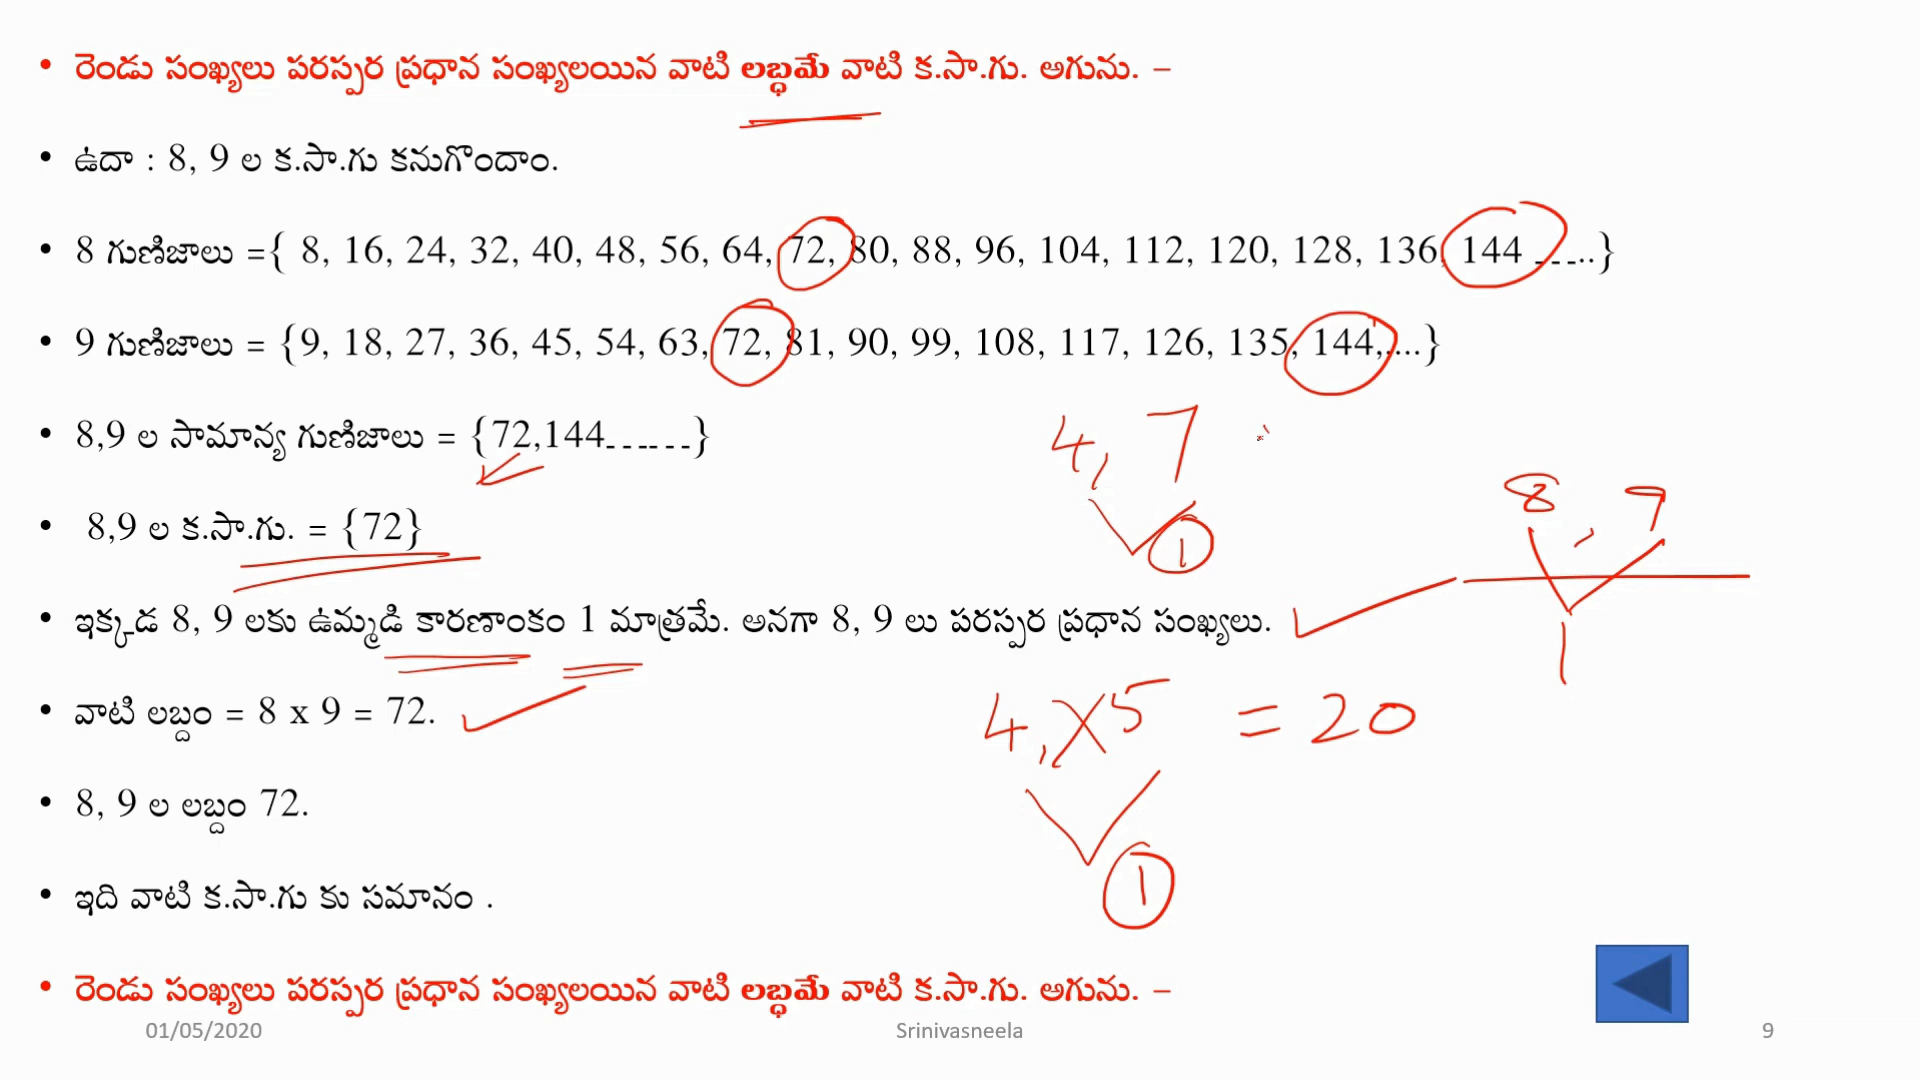 • రెండు సంఖ్యలు పరస్పర ప్రధాన సంఖ్యలయిన వాటి లబ్ధమే వాటి క.సా.గు. అగును. –
• ఉదా : 8, 9 ల క.సా.గు కనుగొందాం.
• 8 గుణిజాలు ={ 8, 16, 24, 32, 40, 48, 56, 64, 72, 80, 88, 96, 104, 112, 120, 128, 136, 144 …..}
• 9 గుణిజాలు = {9, 18, 27, 36, 45, 54, 63, 72, 81, 90, 99, 108, 117, 126, 135, 144,....}
• 8,9 ల సామాన్య గుణిజాలు = {72,144……}
4, 7
1
8, 9
1
• 8,9 ల క.సా.గు. = {72}
• ఇక్కడ 8, 9 లకు ఉమ్మడి కారణాంకం 1 మాత్రమే. అనగా 8, 9 లు పరస్పర ప్రధాన సంఖ్యలు.
• వాటి లబ్దం = 8 x 9 = 72.
4, × 5 = 20
1
• 8, 9 ల లబ్దం 72.
• ఇది వాటి క.సా.గు కు సమానం .
• రెండు సంఖ్యలు పరస్పర ప్రధాన సంఖ్యలయిన వాటి లబ్ధమే వాటి క.సా.గు. అగును. –
01/05/2020
Srinivasneela
9